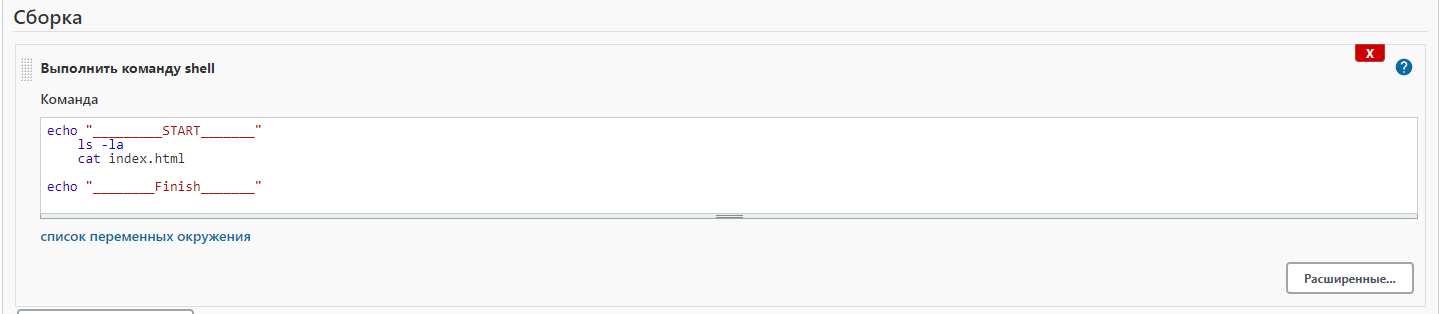 Сборка
X
Выполнить команду shell
?
Команда
echo "_________START_______"
    ls -la
    cat index.html
echo "________Finish_______"
список переменных окружения
Расширенные...